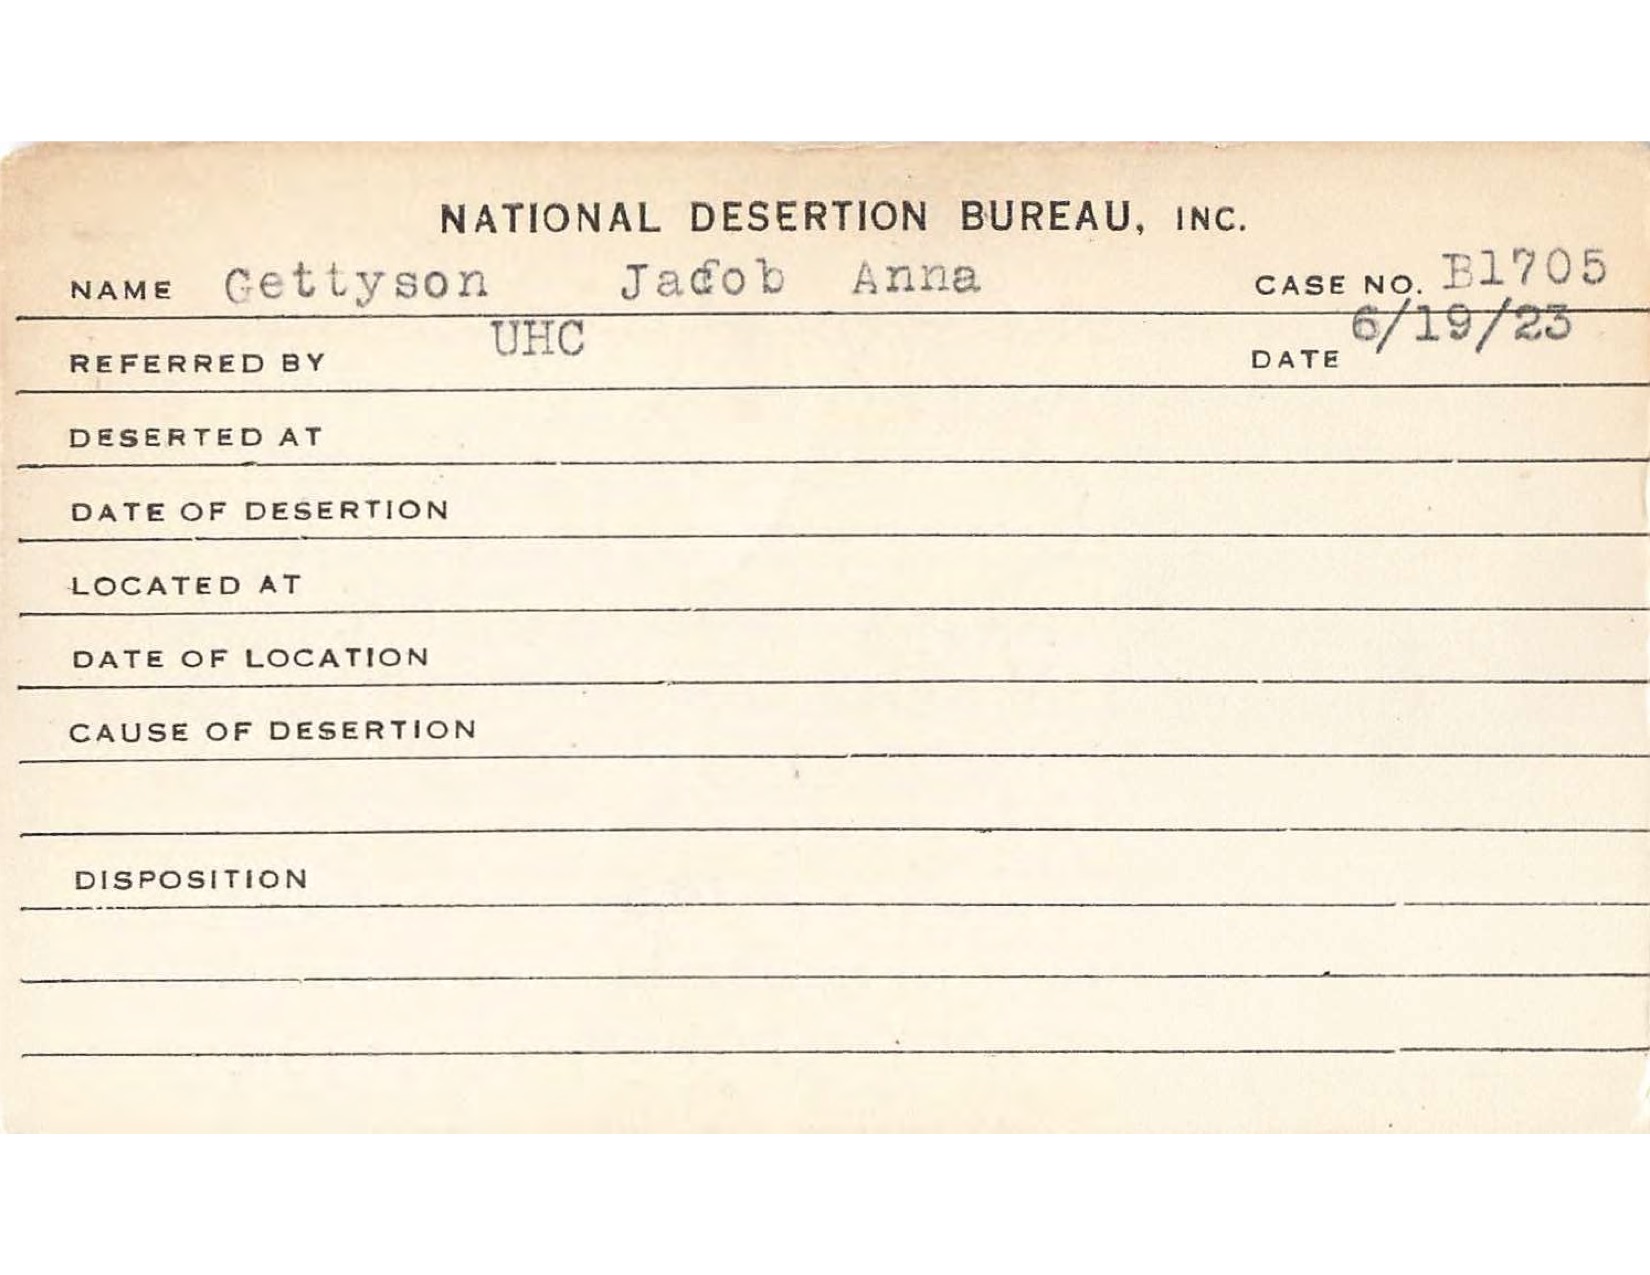 NATIONAL DESERTION BUREAU, INC.
NAME Gettyson Jacob Anna CASE NO. B1705
REFERRED BY UHC DATE 6/19/23
DESERTED AT
DATE OF DESERTION
LOCATED AT
DATE OF LOCATION
CAUSE OF DESERTION
DISPOSITION